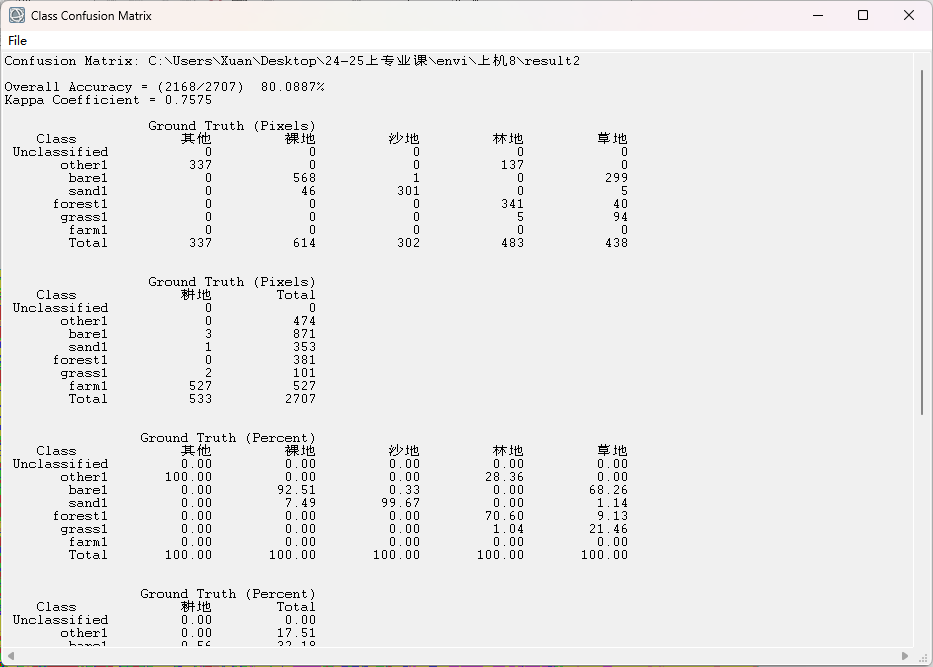 Class Confusion Matrix
File
Confusion Matrix: C:\Users\Xuan\Desktop\24-25上专业课\envi\上机8\result2
Overall Accuracy = (2168/2707) 80.0887%
Kappa Coefficient = 0.7575
Ground Truth (Pixels)
Class 其他 裸地 沙地 林地 草地
Unclassified 0 0 0 0 0
other1 337 0 0 137 0
bare1 0 568 1 0 299
sand1 0 46 301 0 5
forest1 0 0 0 341 40
grass1 0 0 0 5 94
farm1 0 0 0 0 0
Total 337 614 302 483 438
Ground Truth (Pixels)
Class 耕地 Total
Unclassified 0 0
other1 0 474
bare1 3 871
sand1 1 353
forest1 0 381
grass1 2 101
farm1 527 527
Total 533 2707
Ground Truth (Percent)
Class 其他 裸地 沙地 林地 草地
Unclassified 0.00 0.00 0.00 0.00 0.00
other1 100.00 0.00 0.00 28.36 0.00
bare1 0.00 92.51 0.33 0.00 68.26
sand1 0.00 7.49 99.67 0.00 1.14
forest1 0.00 0.00 0.00 70.60 9.13
grass1 0.00 0.00 0.00 1.04 21.46
farm1 0.00 0.00 0.00 0.00 0.00
Total 100.00 100.00 100.00 100.00 100.00
Ground Truth (Percent)
Class 耕地 Total
Unclassified 0.00 0.00
other1 0.00 17.51
bare1 0.56 32.18